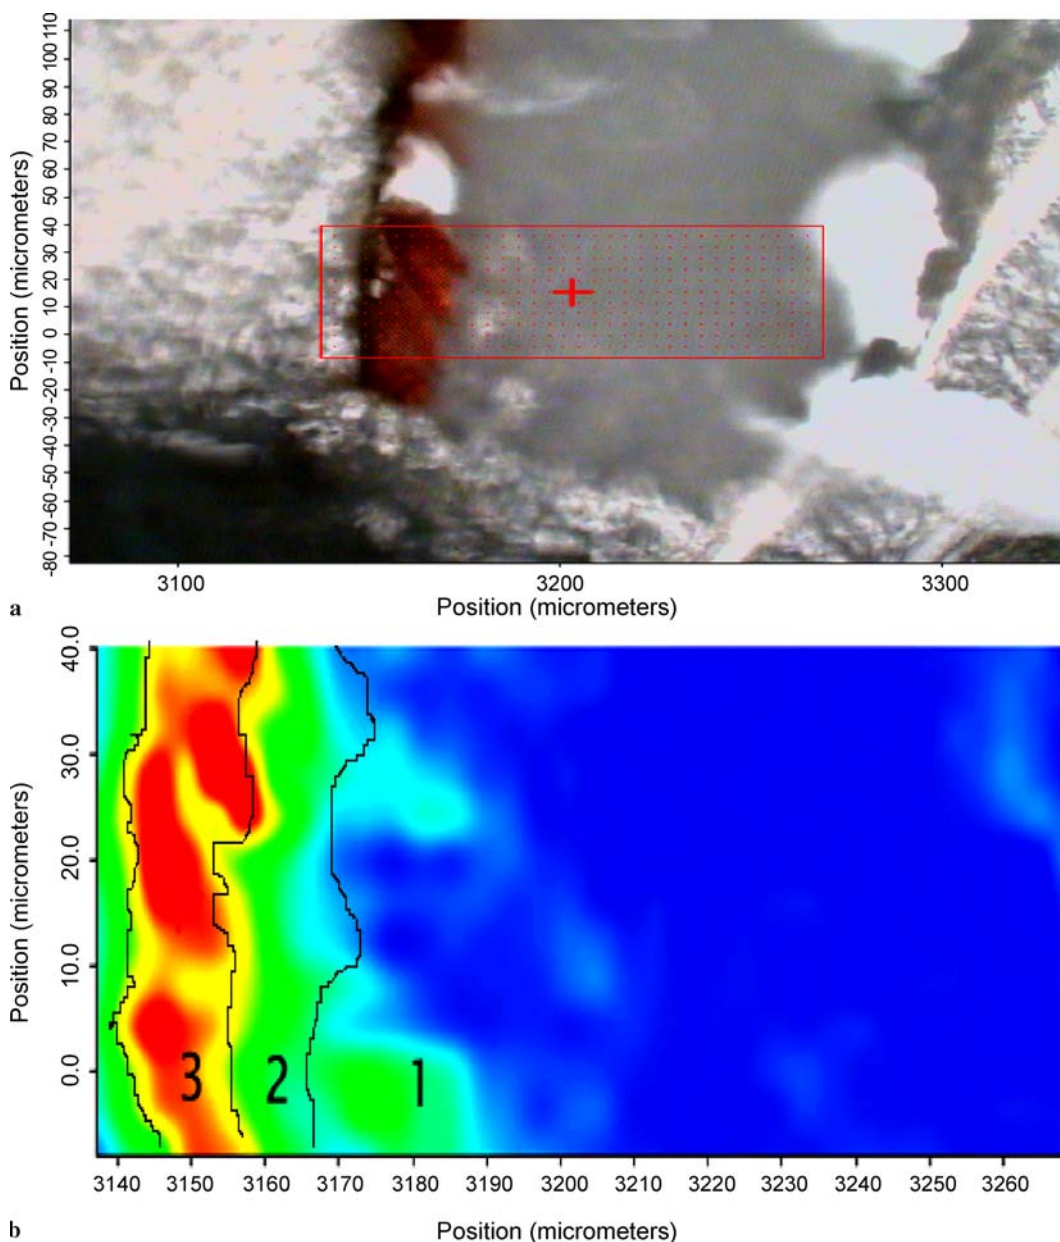 Position (micrometers)
-80-70-60-50-40-30-20-10 0 10 20 30 40 50 60 70 80 90 100 110
3100 3200 3300
Position (micrometers)
a
Position (micrometers)
0.0 10.0 20.0 30.0 40.0
3 2 1
3140 3150 3160 3170 3180 3190 3200 3210 3220 3230 3240 3250 3260
Position (micrometers)
b